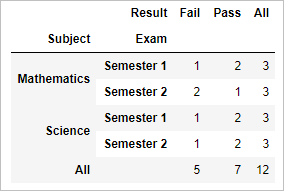 Result Fail Pass All
Subject Exam
Mathematics Semester 1 1 2 3
Semester 2 2 1 3
Science Semester 1 1 2 3
Semester 2 1 2 3
All 5 7 12